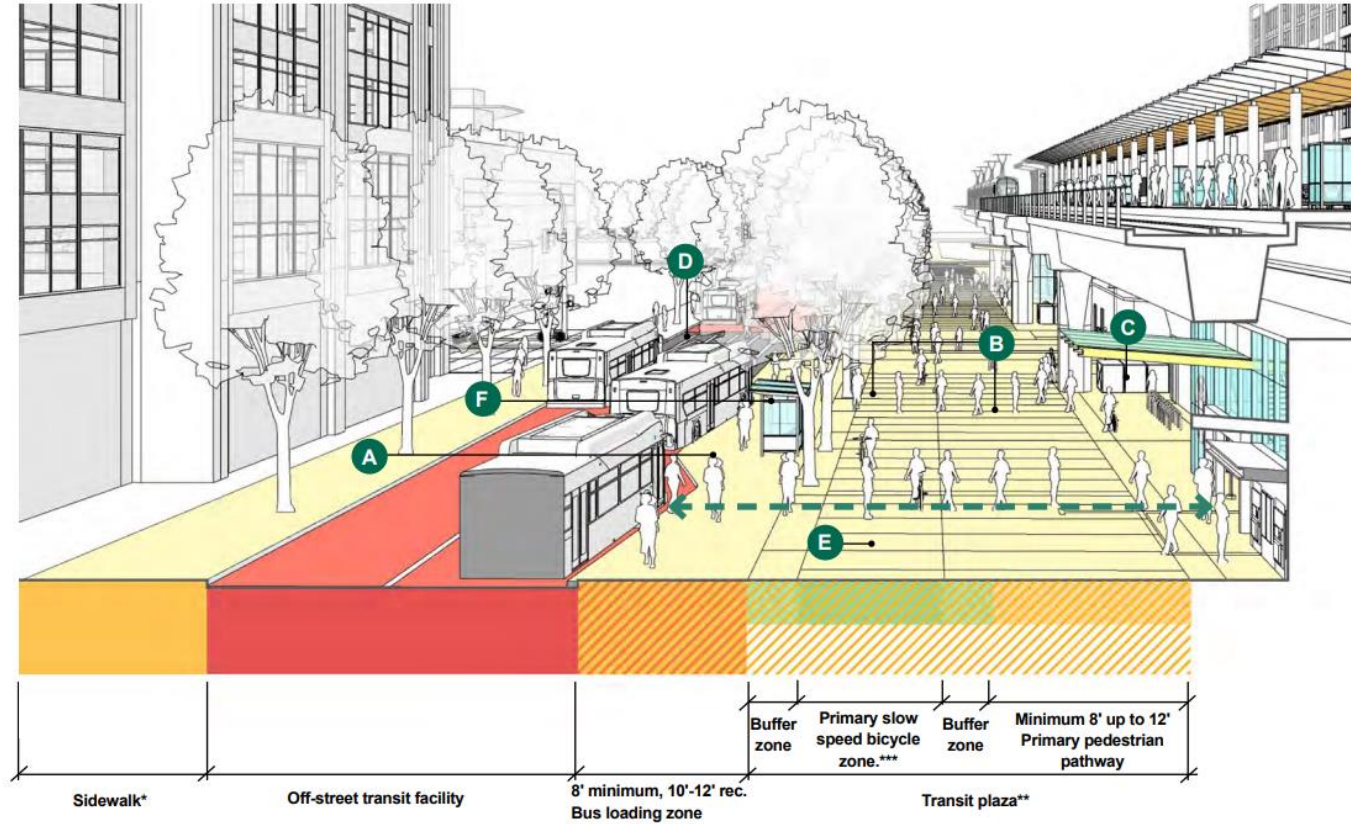 D
B
C
F
A
E
Buffer
zone
Primary slow
speed bicycle
zone.***
Buffer
zone
Minimum 8' up to 12'
Primary pedestrian
pathway
Sidewalk*
Off-street transit facility
8' minimum, 10'-12' rec.
Bus loading zone
Transit plaza**